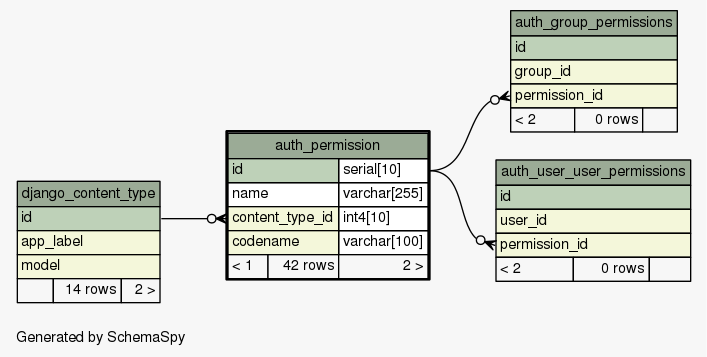 auth_group_permissions
id
group_id
permission_id
< 2 0 rows
auth_permission
id serial[10]
name varchar[255]
content_type_id int4[10]
codename varchar[100]
< 1 42 rows 2 >
auth_user_user_permissions
id
user_id
permission_id
< 2 0 rows
django_content_type
id
app_label
model
14 rows 2 >
Generated by SchemaSpy